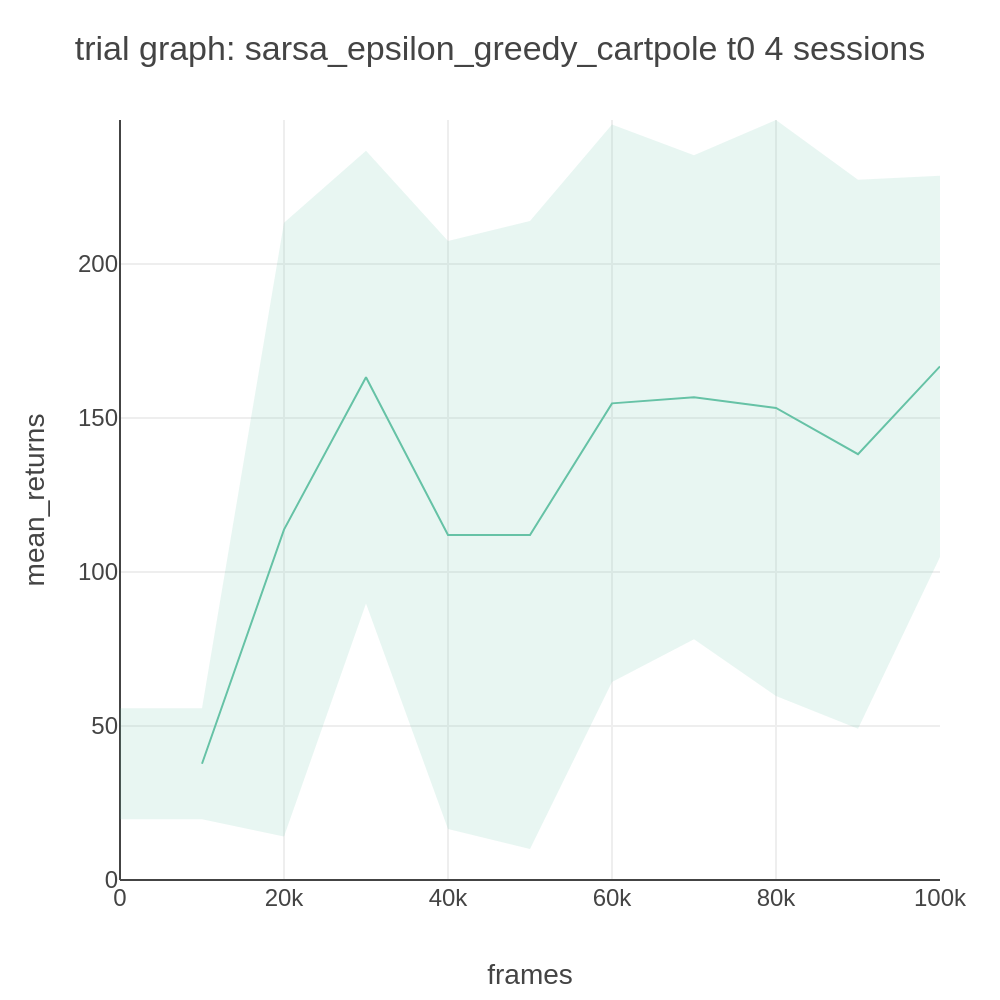 trial graph: sarsa_epsilon_greedy_cartpole t0 4 sessions
200
150
100
50
0
0 20k 40k 60k 80k 100k
mean_returns
frames